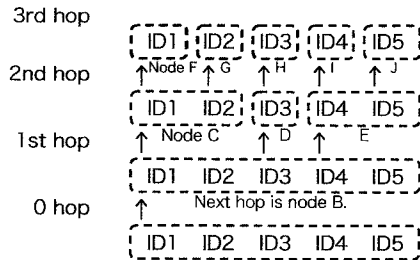 3rd hop
ID1 ID2 ID3 ID4 ID5
Node F G H I J
2nd hop
ID1 ID2 ID3 ID4 ID5
Node C D E
1st hop
ID1 ID2 ID3 ID4 ID5
Next hop is node B.
0 hop
ID1 ID2 ID3 ID4 ID5